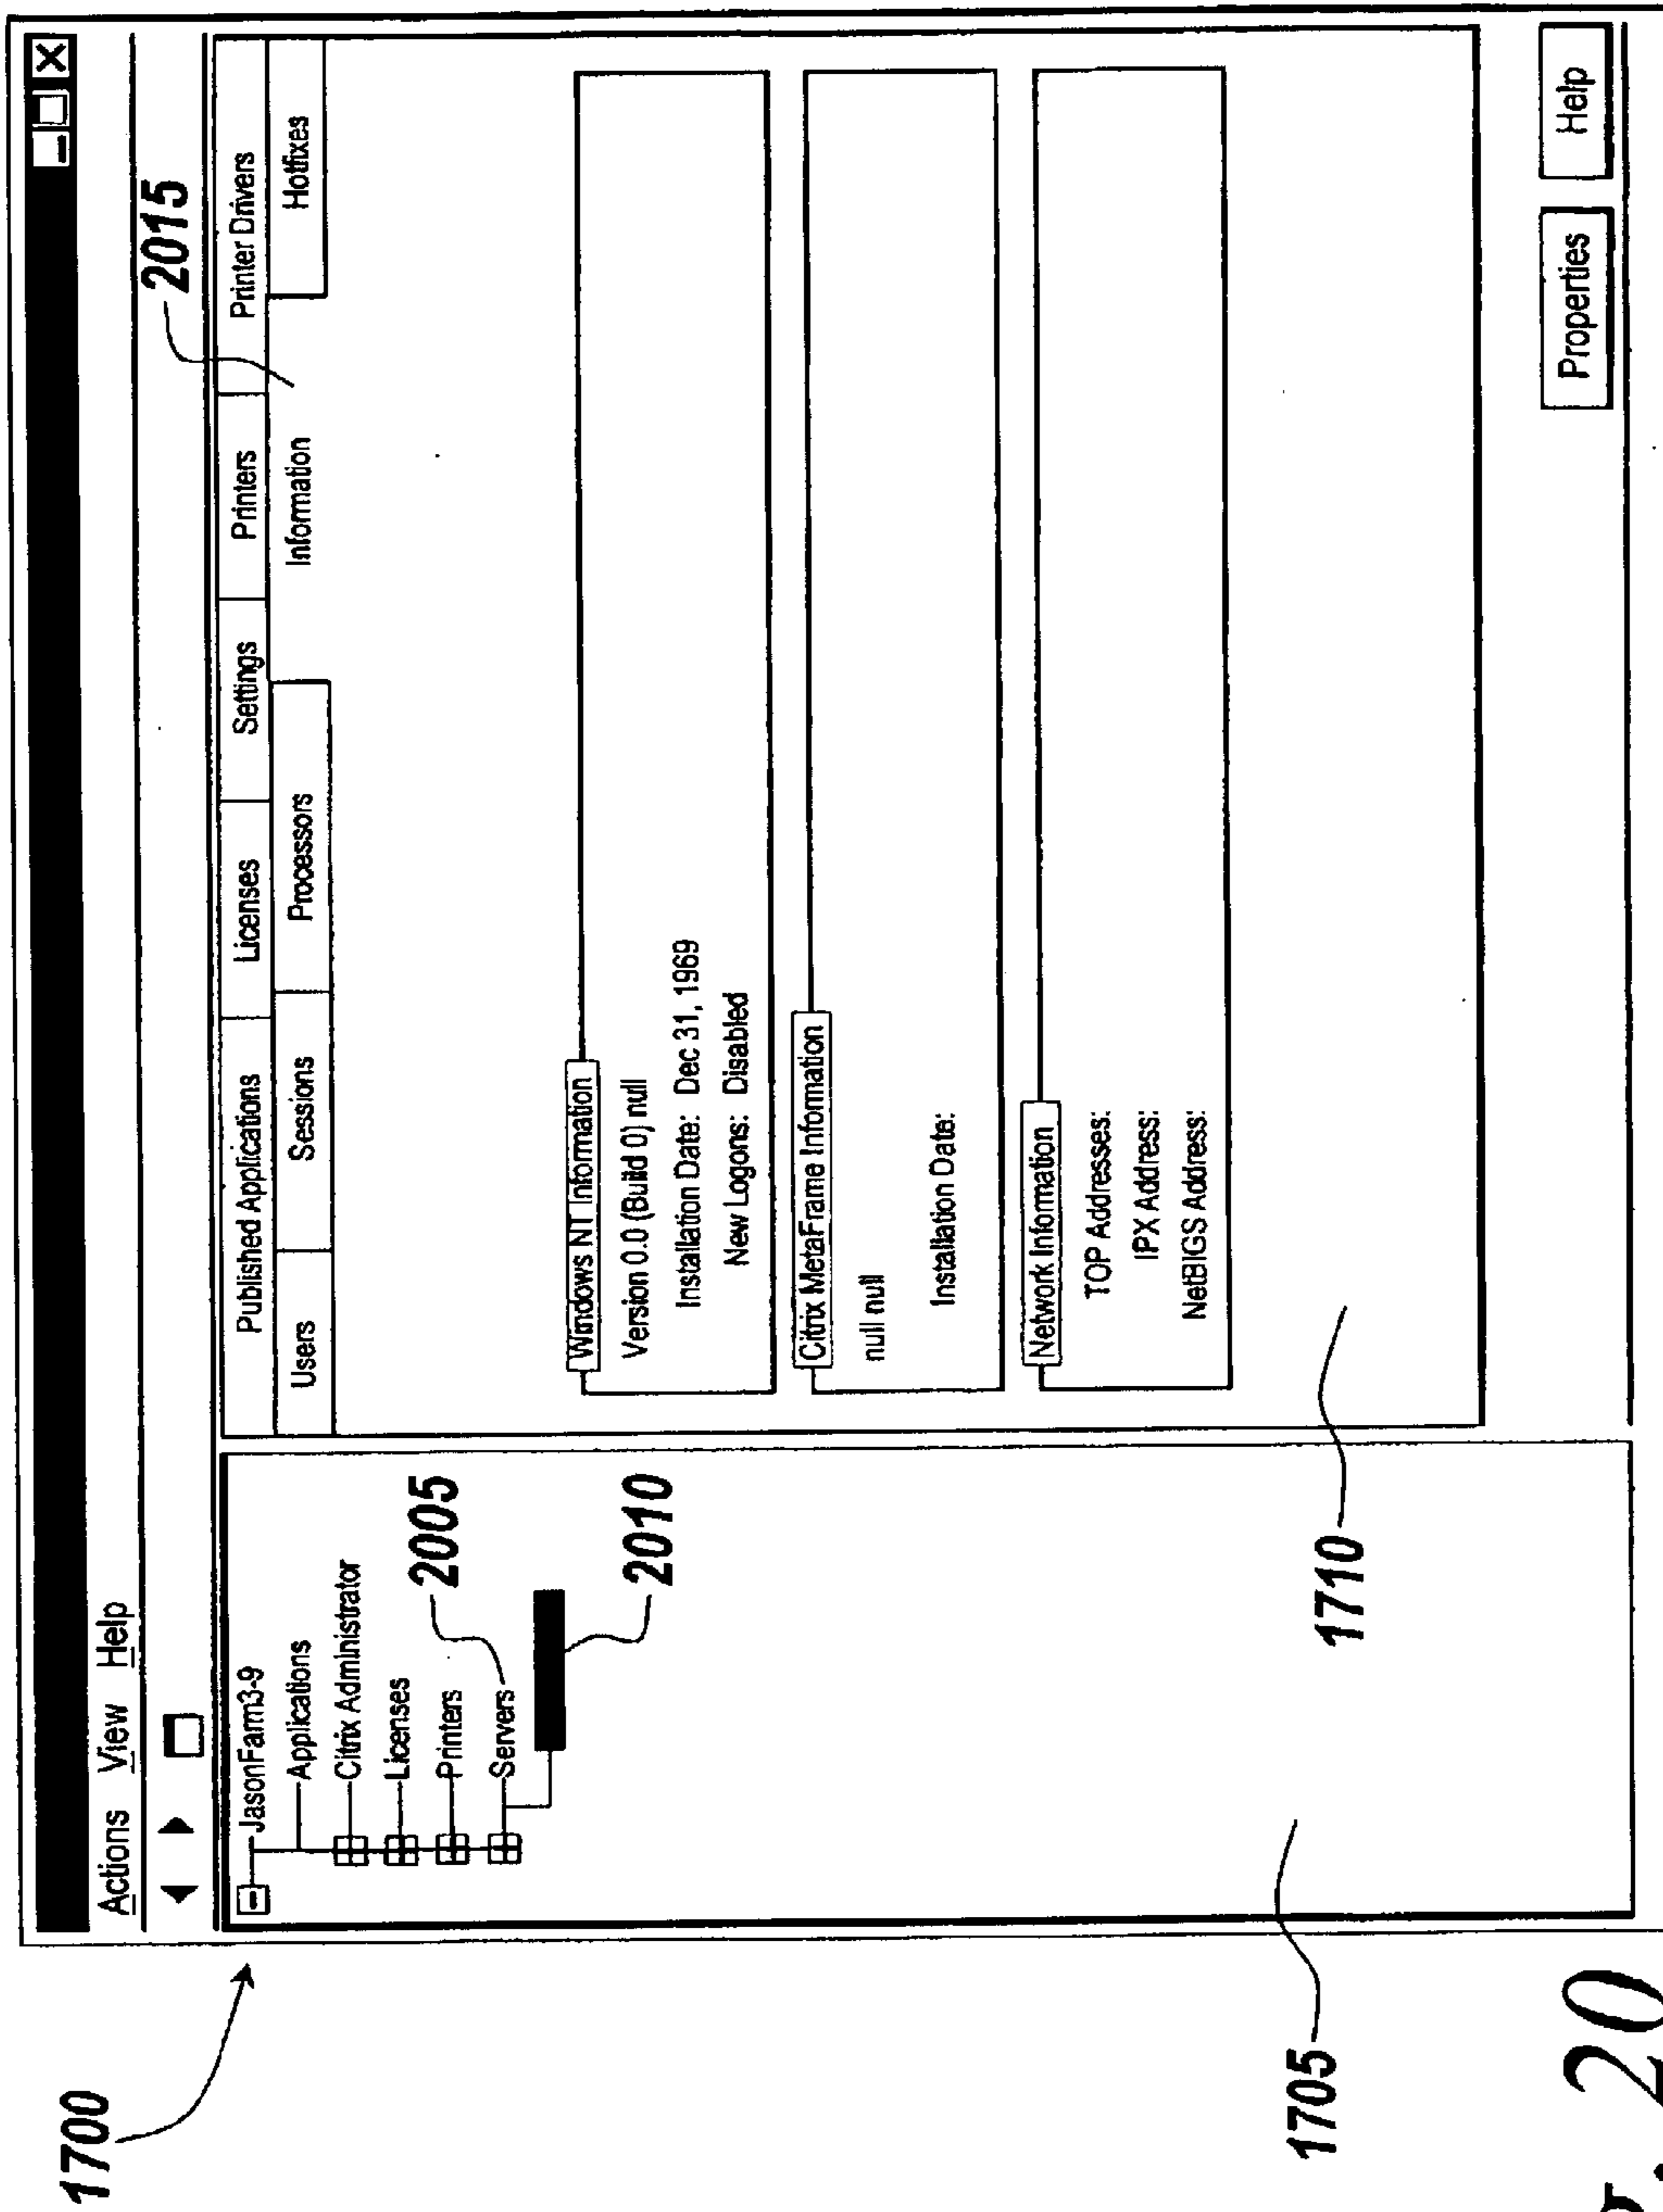 1700
Actions View Help
JasonFarm3-9
Applications
Citrix Administrator
Licenses
Printers
Servers
2005
2010
2015
Published Applications Licenses Settings Printers Printer Drivers
Users Sessions Processors Information Hotfixes
Windows NT Information
Version 0.0 (Build 0) null
Installation Date: Dec 31, 1969
New Logons: Disabled
Citrix MetaFrame Information
null null
Installation Date:
Network Information
TOP Addresses:
IPX Address:
NetBIGS Address:
1705
1710
Properties Help
20